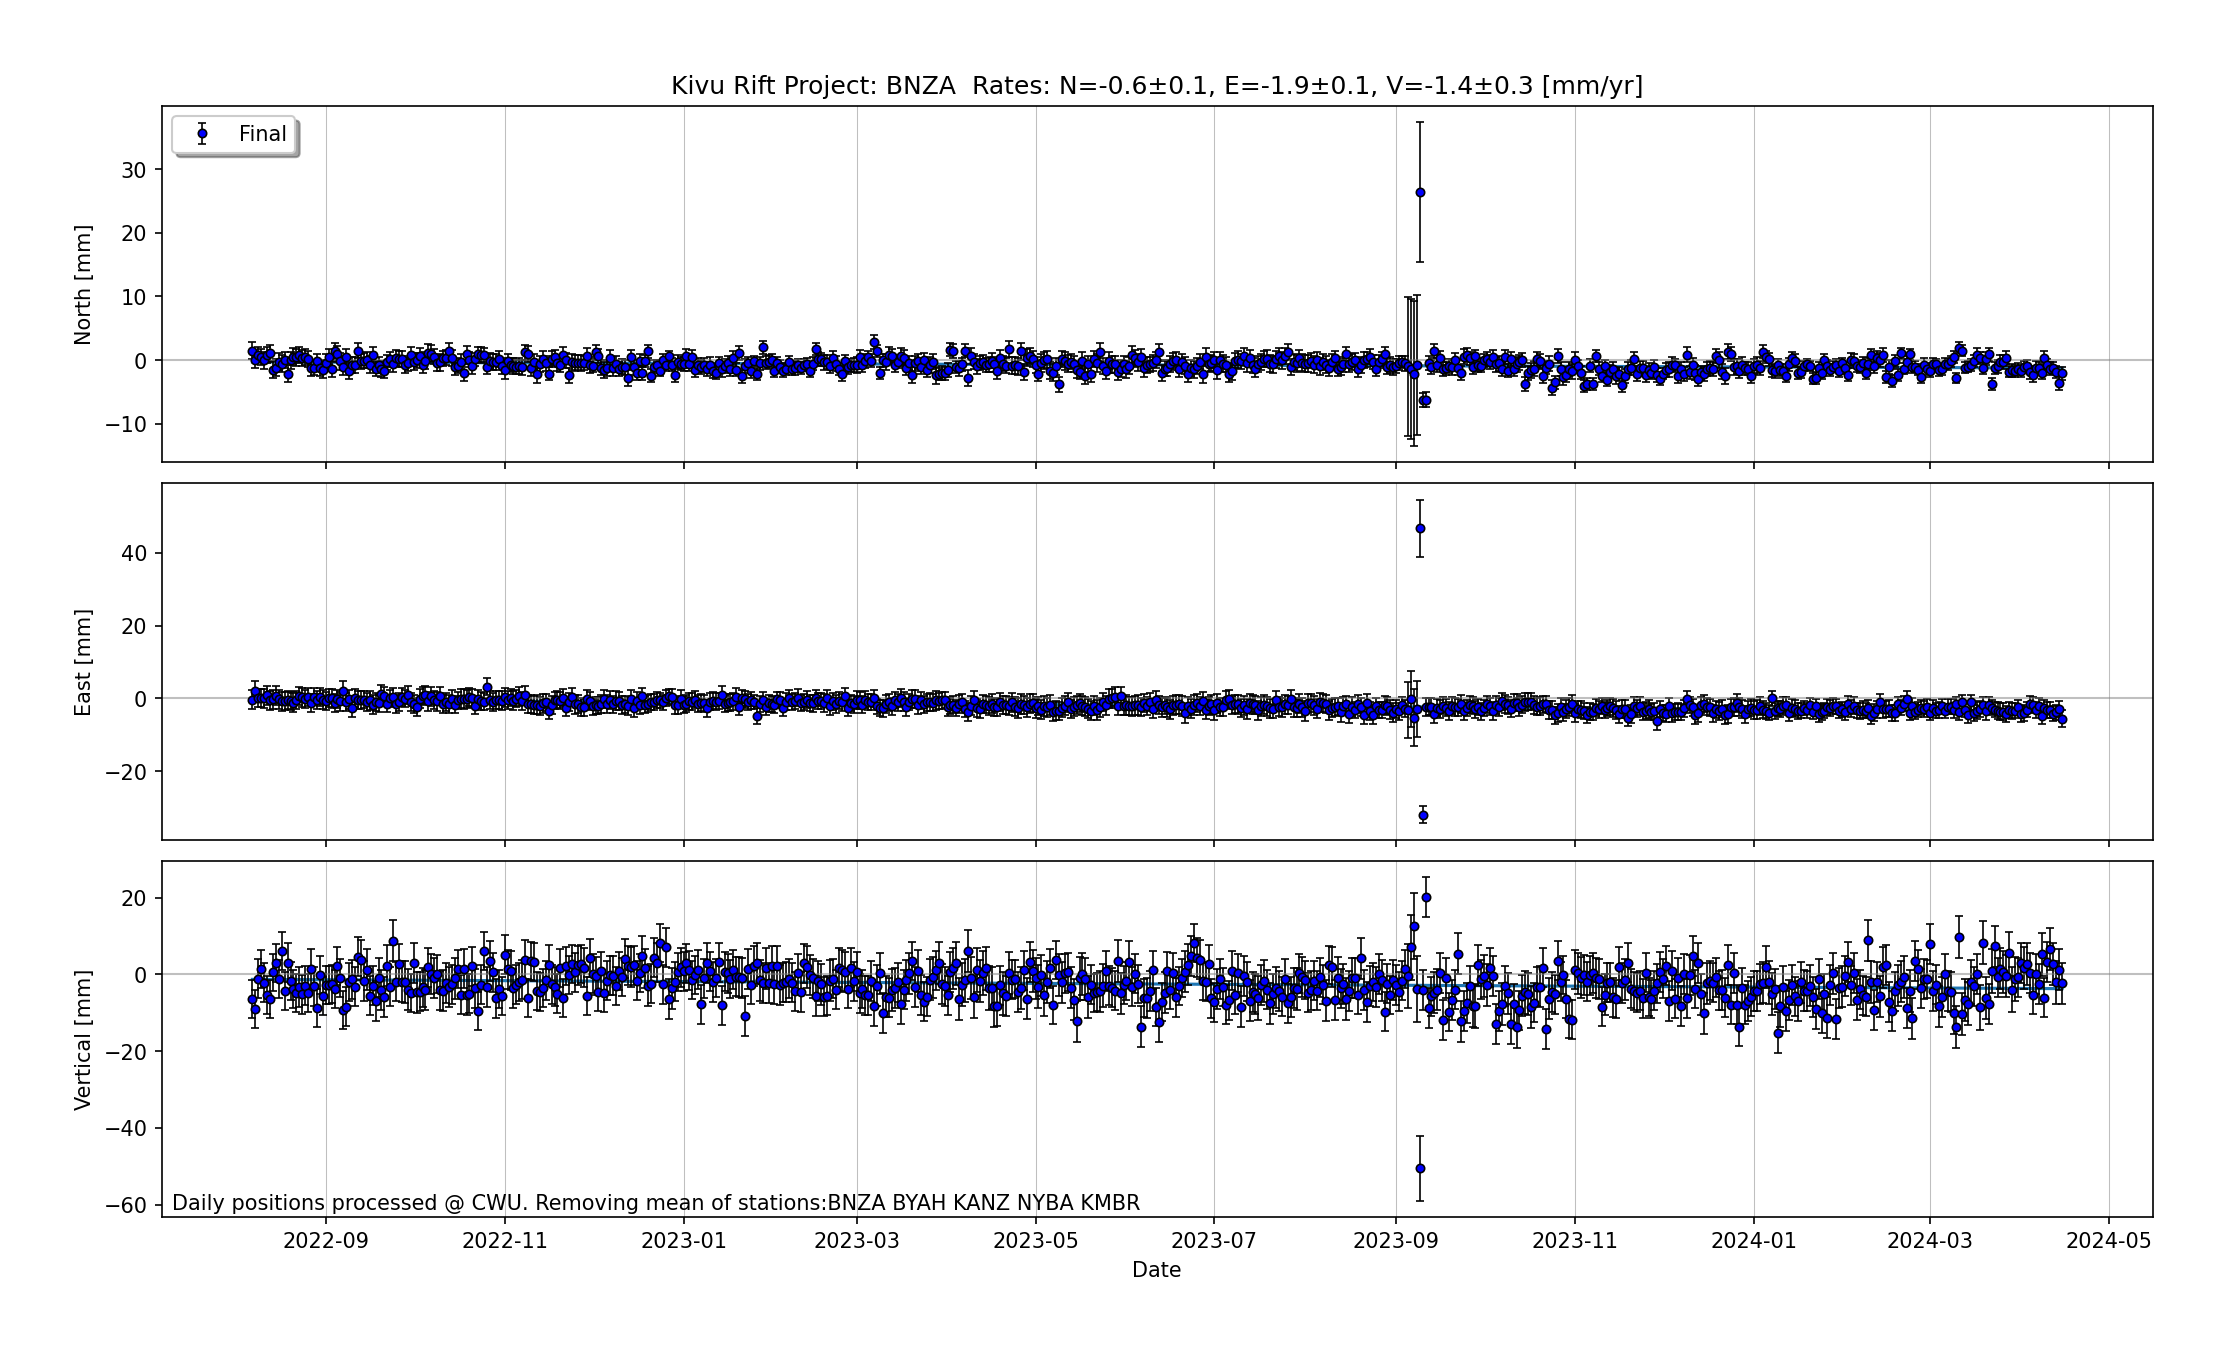 Kivu Rift Project: BNZA  Rates: N=-0.6±0.1, E=-1.9±0.1, V=-1.4±0.3 [mm/yr]
Final
North [mm]
30
20
10
0
−10
East [mm]
40
20
0
−20
Vertical [mm]
20
0
−20
−40
−60
Daily positions processed @ CWU. Removing mean of stations:BNZA BYAH KANZ NYBA KMBR
2022-09 2022-11 2023-01 2023-03 2023-05 2023-07 2023-09 2023-11 2024-01 2024-03 2024-05
Date